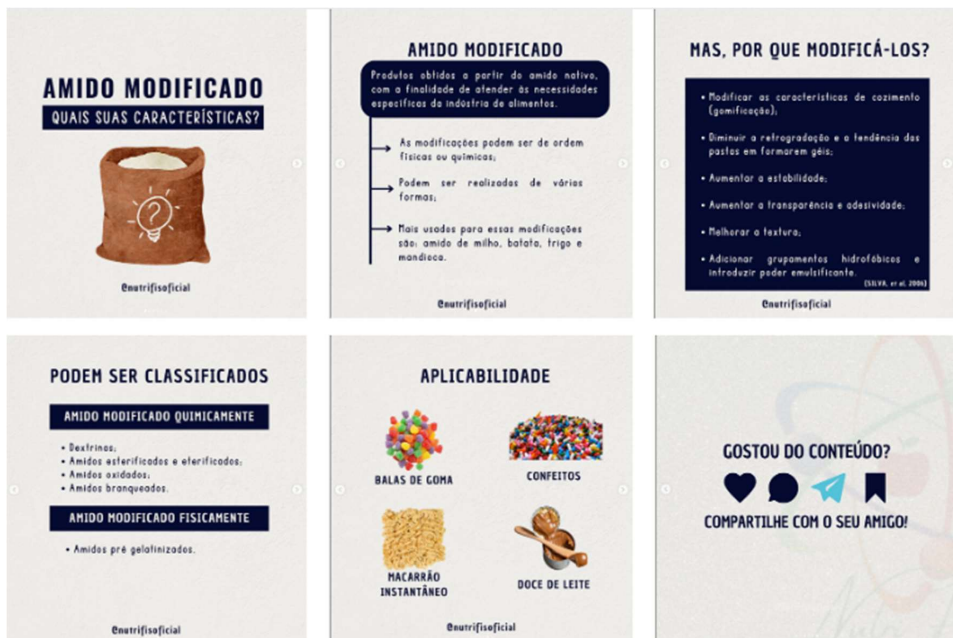 AMIDO MODIFICADO
QUAIS SUAS CARACTERÍSTICAS?
@nutrifisoficial
AMIDO MODIFICADO
Produtos obtidos a partir do amido nativo,
com a finalidade de atender às necessidades
específicas da indústria de alimentos.
As modificações podem ser de ordem
físicas ou químicas;
Podem ser realizados de várias
formas;
Mais usados para essas modificações
são: amido de milho, batata, trigo e
mandioca.
@nutrifisoficial
MAS, POR QUE MODIFICÁ-LOS?
• Modificar as características de cozimento
(gomificação);
• Diminuir a retrogradação e a tendência das
pastas em formarem géis;
• Aumentar a estabilidade;
• Aumentar a transparência e adesividade;
• Melhorar a textura;
• Adicionar grupamentos hidrofóbicos e
introduzir poder emulsificante.
(SILVA, et al, 2006)
@nutrifisoficial
PODEM SER CLASSIFICADOS
AMIDO MODIFICADO QUIMICAMENTE
• Dextrinas;
• Amidos esterificados e eterificados;
• Amidos oxidados;
• Amidos branqueados.
AMIDO MODIFICADO FISICAMENTE
• Amidos pré gelatinizados.
@nutrifisoficial
APLICABILIDADE
BALAS DE GOMA
CONFEITOS
MACARRÃO
INSTANTÂNEO
DOCE DE LEITE
@nutrifisoficial
GOSTOU DO CONTEÚDO?
COMPARTILHE COM O SEU AMIGO!